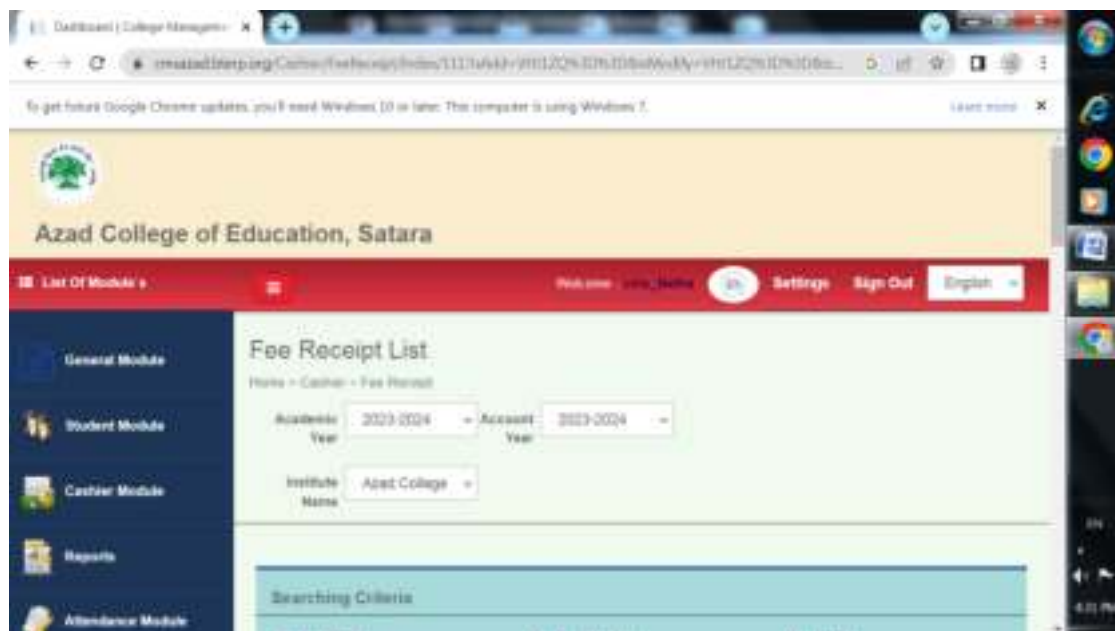 Dashboard | College Managem
To get future Google Chrome updates, you'll need Windows 10 or later. This computer is using Windows 7.
Learn more
Azad College of Education, Satara
List Of Module's
Welcome
Settings
Sign Out
English
General Module
Student Module
Cashier Module
Reports
Attendance Module
Fee Receipt List
Home > Cashier > Fee Receipt
Academic Year
2023-2024
Account Year
2023-2024
Institute Name
Azad College
Searching Criteria
EN